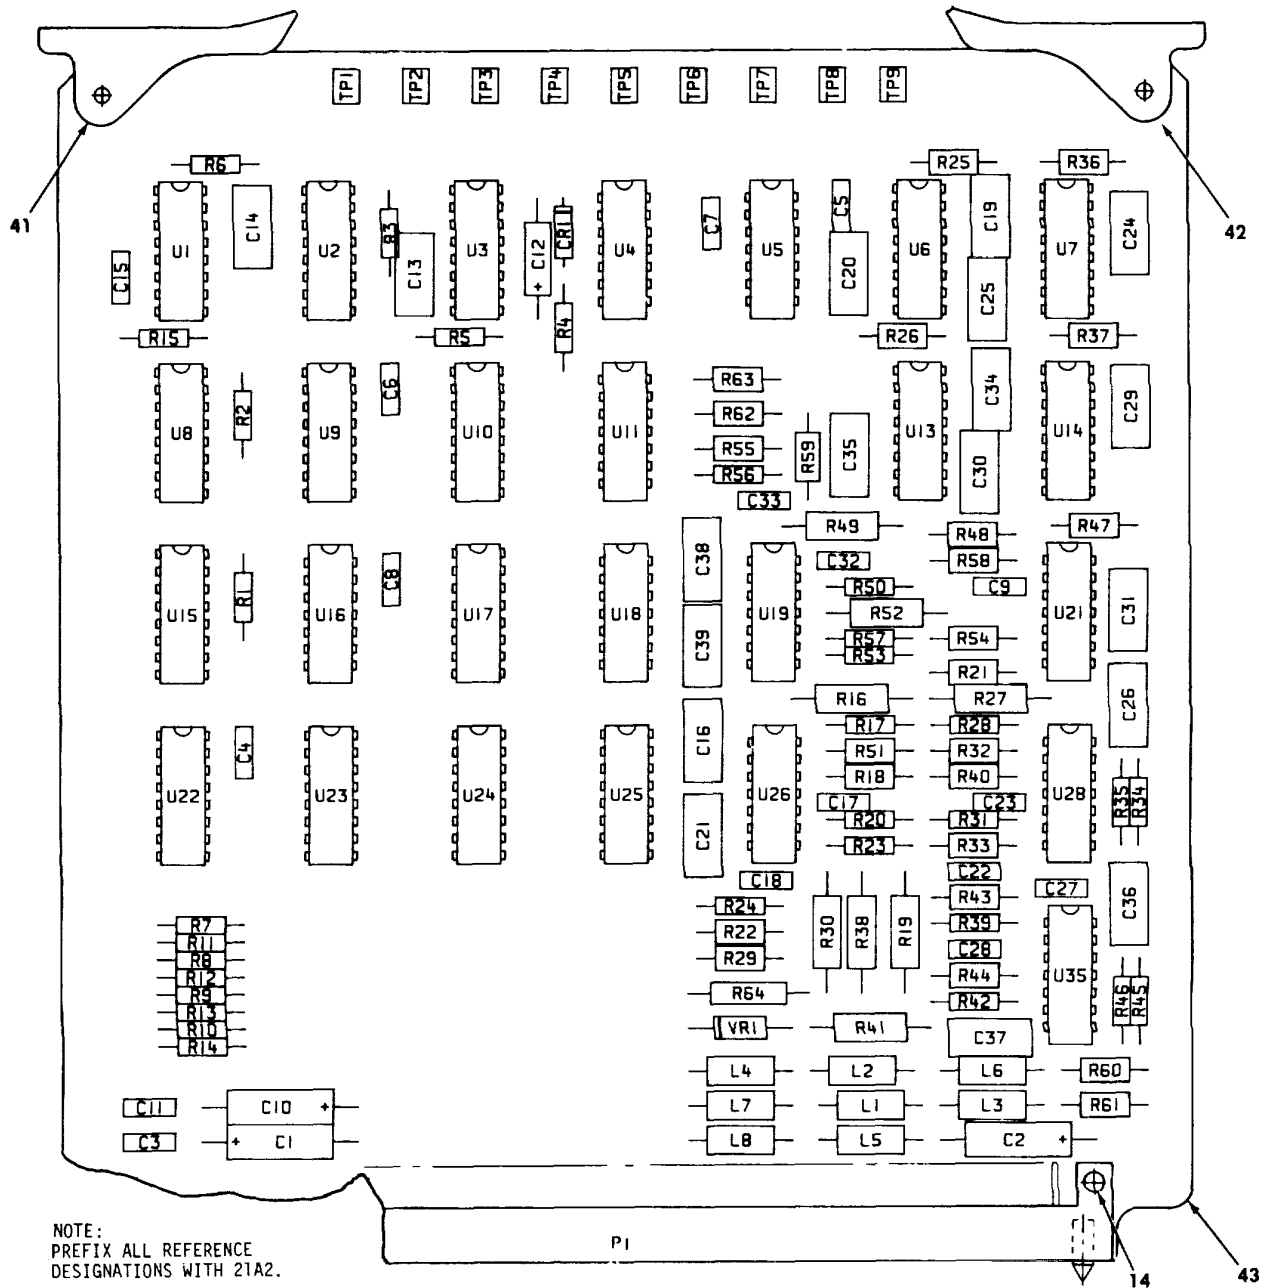 TP1 TP2 TP3 TP4 TP5 TP6 TP7 TP8 TP9
41
42
R6 R25 R36
U1 C14 U2 R3 C13 U3 C12 + CR1 U4 C7 U5 C5 C20 U6 C19 C25 U7 C24
C15
R15 R5 R4 R26 R37
U8 R2 U9 C6 U10 U11 R63 R62 R55 R56 R59 C35 U13 C34 C30 U14 C29
C33
R49 R48 R47
U15 R1 U16 C8 U17 U18 C38 C39 U19 C32 R58 C9 U21 C31
R50
R52
R57 R54
R53
R21
R16 R27 C26
U22 C4 U23 U24 U25 C16 C21 U26 R17 R28 U28
R51 R32
R18 R40 R35 R34
C17 C23
R20 R31
R23 R33
C18 C22 C27 C36
R24 R43
R7 R22 R30 R38 R19 R39 U35
R11
R8 R29 C28
R12 R44
R9 R64 R42 R46 R45
R13
R10 VR1 R41 C37
R14
L4 L2 L6 R60
C11 C10 + L7 L1 L3 R61
C3 + C1 L8 L5 C2 +
P1
14
43
NOTE:
PREFIX ALL REFERENCE
DESIGNATIONS WITH 21A2.